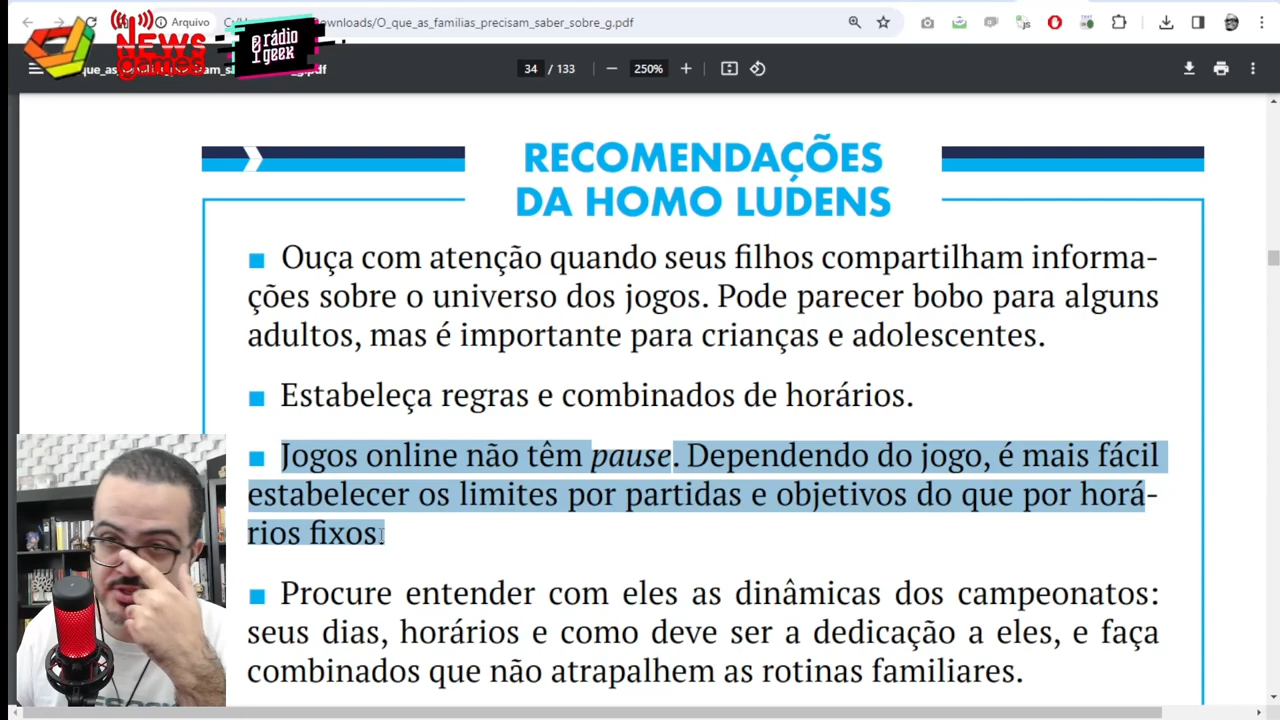 Arquivo
ownloads/O_que_as_familias_precisam_saber_sobre_g.pdf
NEWS
games
rádio
geek
34 / 133
250%
RECOMENDAÇÕES
DA HOMO LUDENS
Ouça com atenção quando seus filhos compartilham informa-
ções sobre o universo dos jogos. Pode parecer bobo para alguns
adultos, mas é importante para crianças e adolescentes.
Estabeleça regras e combinados de horários.
Jogos online não têm pause. Dependendo do jogo, é mais fácil
estabelecer os limites por partidas e objetivos do que por horá-
rios fixos.
Procure entender com eles as dinâmicas dos campeonatos:
seus dias, horários e como deve ser a dedicação a eles, e faça
combinados que não atrapalhem as rotinas familiares.